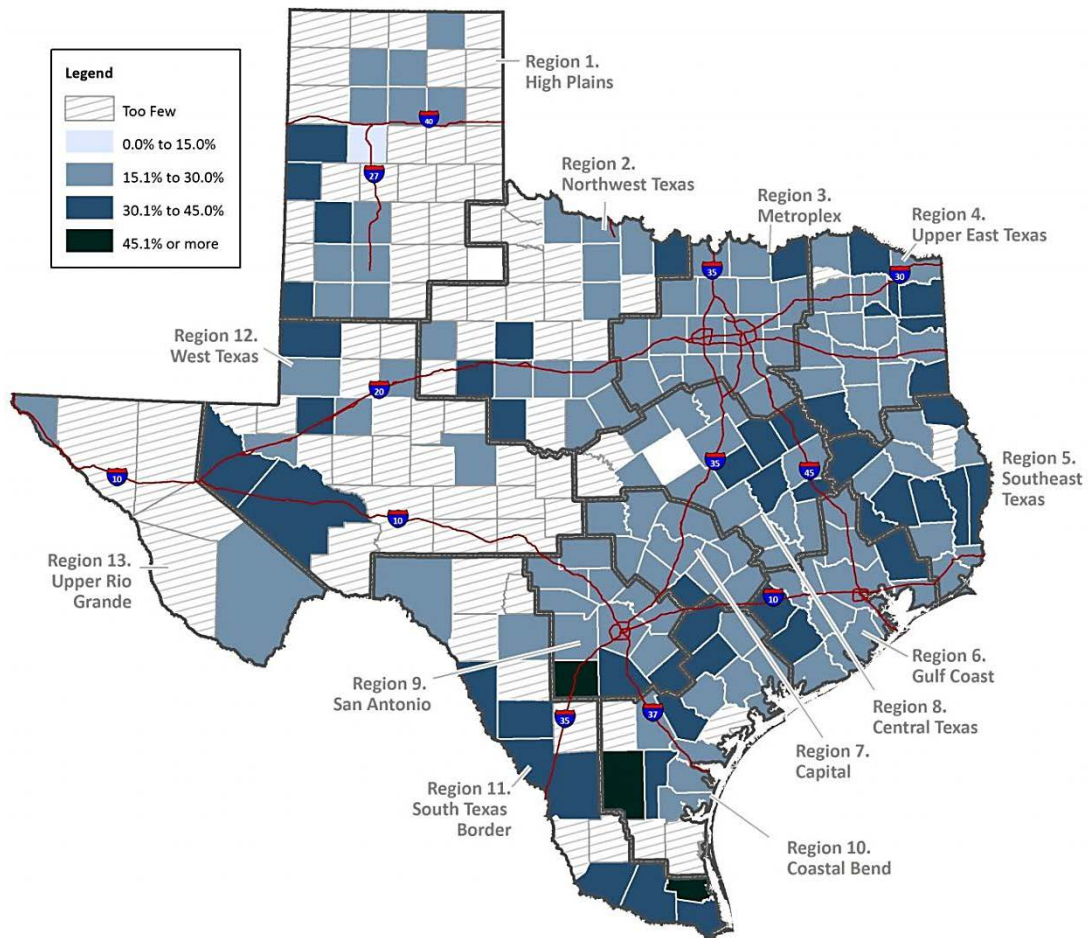 Legend
Too Few
0.0% to 15.0%
15.1% to 30.0%
30.1% to 45.0%
45.1% or more
Region 1.
High Plains
40
27
Region 2.
Northwest Texas
Region 3.
Metroplex
Region 4.
Upper East Texas
35
30
Region 12.
West Texas
20
10
35
45
Region 5.
Southeast
Texas
10
Region 13.
Upper Rio
Grande
10
Region 9.
San Antonio
Region 6.
Gulf Coast
Region 8.
Central Texas
35
37
Region 7.
Capital
Region 11.
South Texas
Border
Region 10.
Coastal Bend